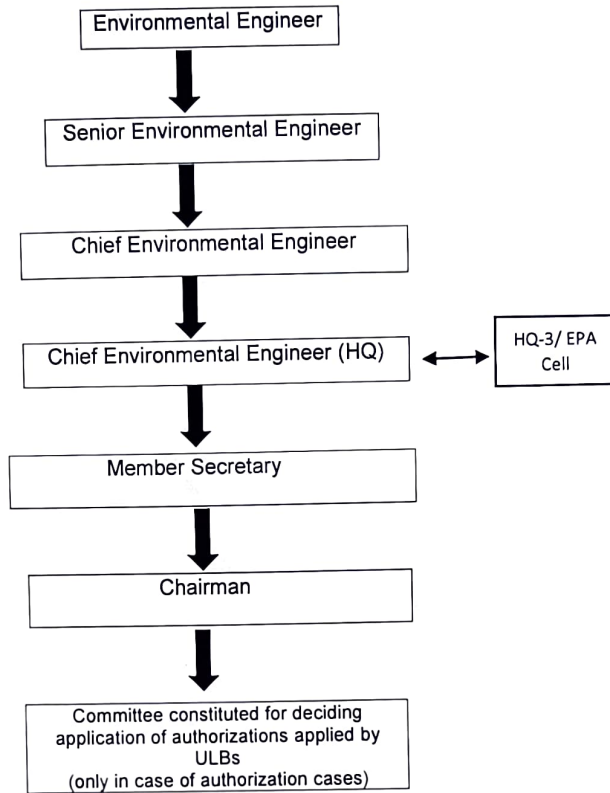 Environmental Engineer
Senior Environmental Engineer
Chief Environmental Engineer
Chief Environmental Engineer (HQ)
HQ-3/ EPA
Cell
Member Secretary
Chairman
Committee constituted for deciding
application of authorizations applied by
ULBs
(only in case of authorization cases)